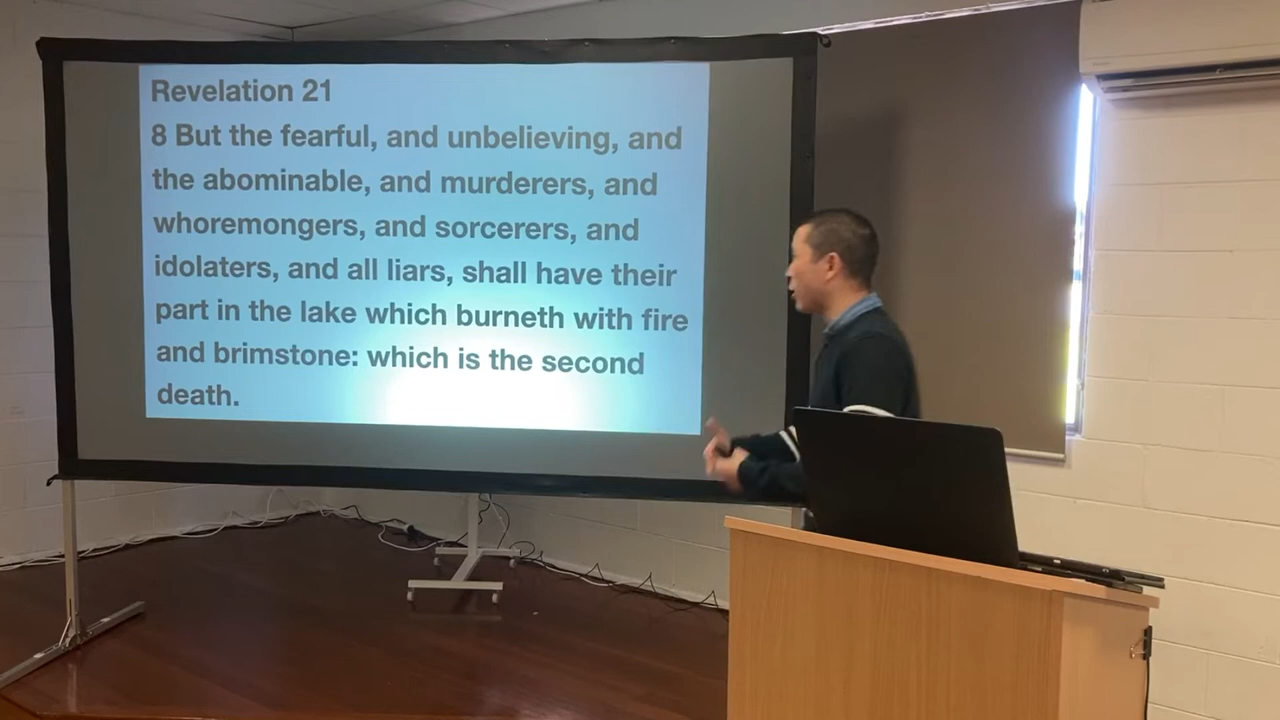 Revelation 21
8 But the fearful, and unbelieving, and
the abominable, and murderers, and
whoremongers, and sorcerers, and
idolaters, and all liars, shall have their
part in the lake which burneth with fire
and brimstone: which is the second
death.